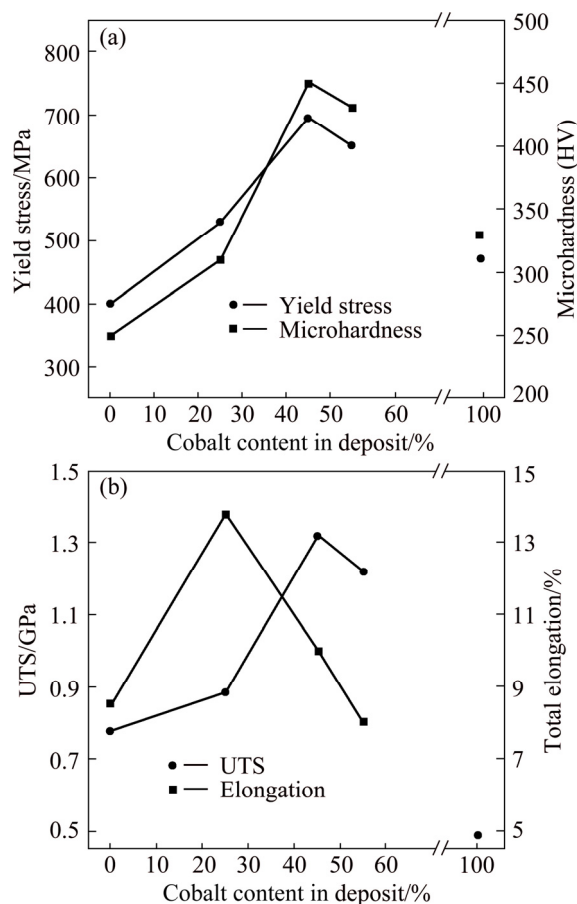 (a)
800
700
600
500
400
300
Yield stress/MPa
500
450
400
350
300
250
200
Microhardness (HV)
Yield stress
Microhardness
0 10 20 30 40 50 60 100
Cobalt content in deposit/%
(b)
1.5
1.3
1.1
0.9
0.7
0.5
UTS/GPa
15
13
11
9
7
5
Total elongation/%
UTS
Elongation
0 10 20 30 40 50 60 100
Cobalt content in deposit/%